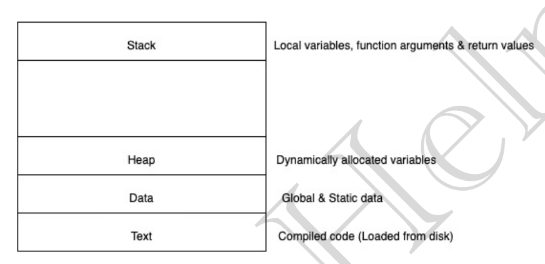 Stack
Local variables, function arguments & return values
Heap
Dynamically allocated variables
Data
Global & Static data
Text
Compiled code (Loaded from disk)